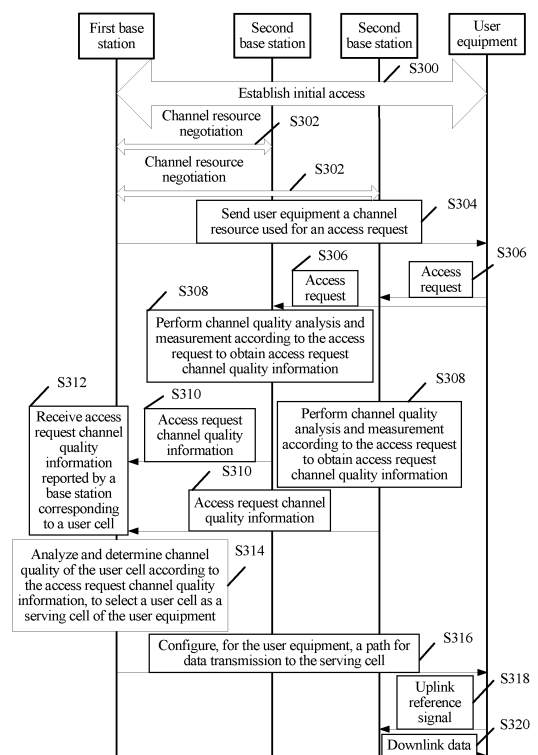 First base
station
Second
base station
Second
base station
User
equipment
S300
Establish initial access
Channel resource
negotiation
S302
Channel resource
negotiation
S302
Send user equipment a channel
resource used for an access request
S304
S306
Access
request
Access
request
S306
S308
Perform channel quality analysis and
measurement according to the access
request to obtain access request
channel quality information
S308
Perform channel quality
analysis and measurement
according to the access request
to obtain access request
channel quality information
S312
Receive access
request channel
quality
information
reported by a
base station
corresponding
to a user cell
S310
Access request
channel quality
information
S310
Access request channel
quality information
S314
Analyze and determine channel
quality of the user cell according to
the access request channel quality
information, to select a user cell as a
serving cell of the user equipment
S316
Configure, for the user equipment, a path for
data transmission to the serving cell
S318
Uplink
reference
signal
S320
Downlink data